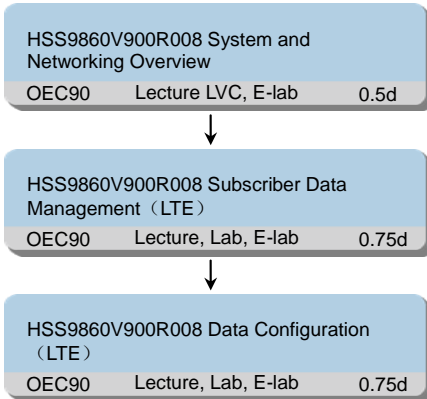 HSS9860V900R008 System and
Networking Overview
OEC90 Lecture LVC, E-lab 0.5d
HSS9860V900R008 Subscriber Data
Management（LTE）
OEC90 Lecture, Lab, E-lab 0.75d
HSS9860V900R008 Data Configuration
（LTE）
OEC90 Lecture, Lab, E-lab 0.75d